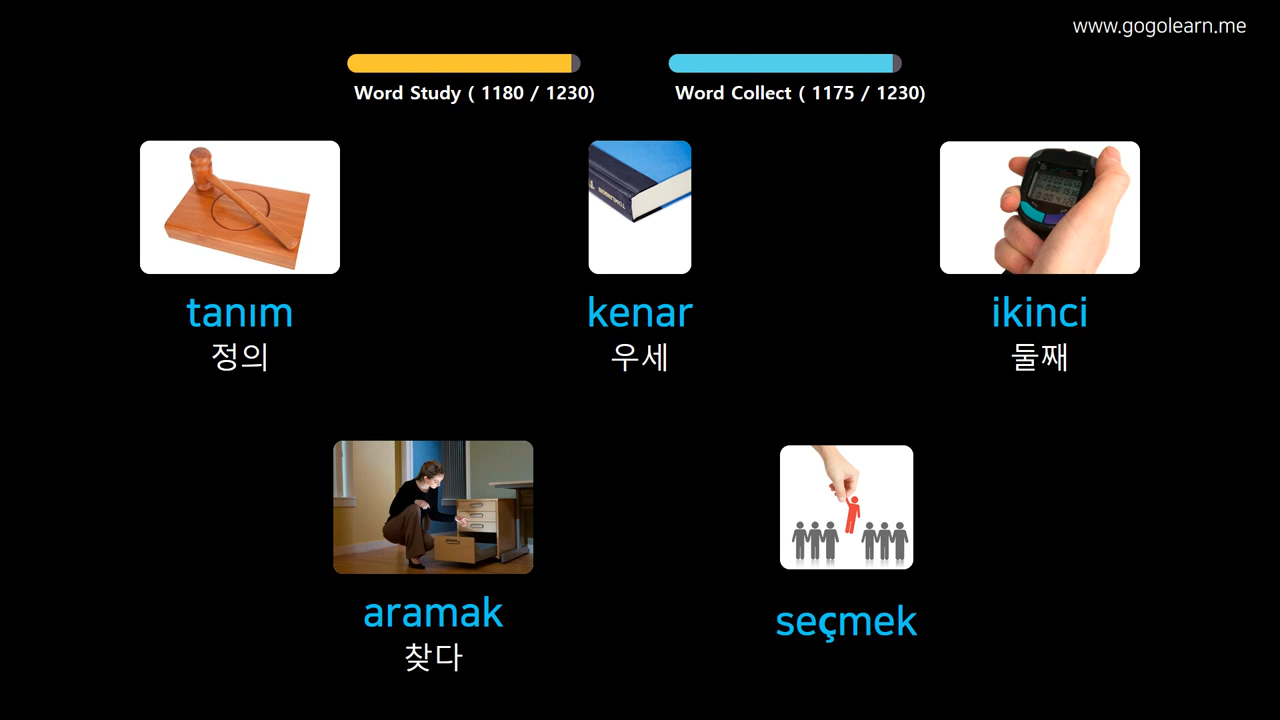 www.gogolearn.me
Word Study ( 1180 / 1230)
Word Collect ( 1175 / 1230)
TOMLINSON
tanım
정의
kenar
우세
ikinci
둘째
aramak
찾다
seçmek